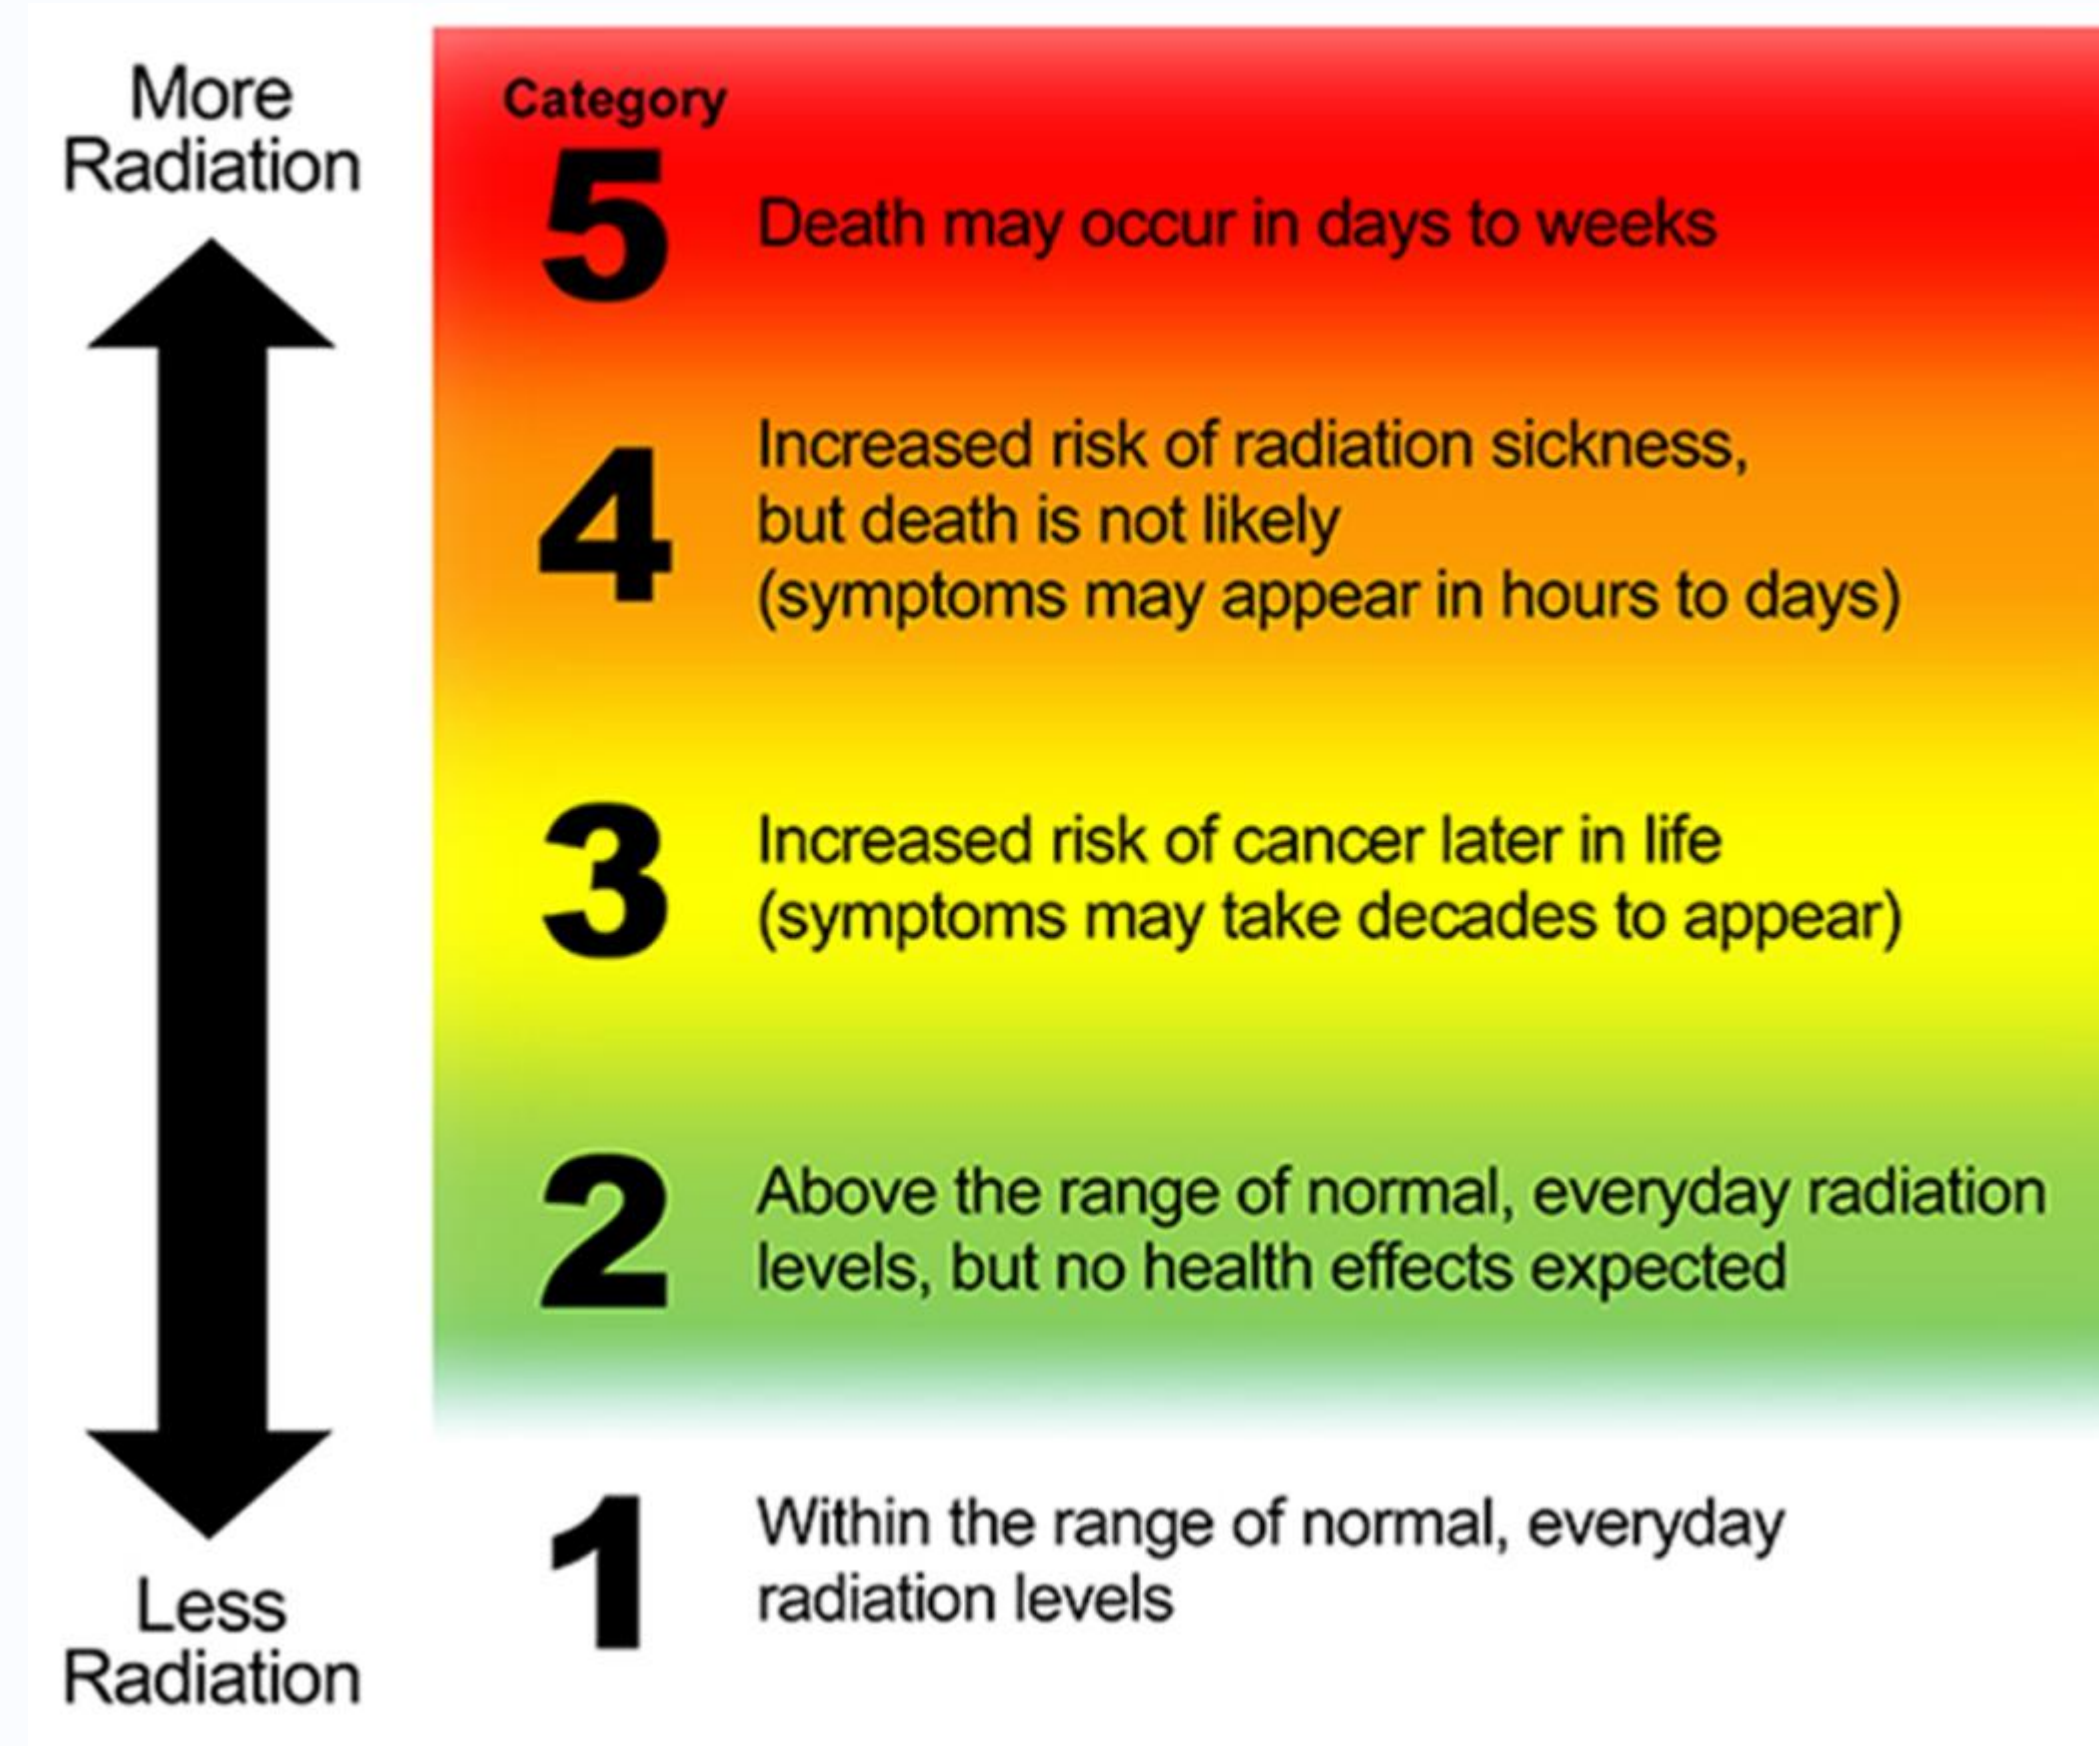 More
Radiation
Category
5
Death may occur in days to weeks
4
Increased risk of radiation sickness,
but death is not likely
(symptoms may appear in hours to days)
3
Increased risk of cancer later in life
(symptoms may take decades to appear)
2
Above the range of normal, everyday radiation
levels, but no health effects expected
1
Within the range of normal, everyday
radiation levels
Less
Radiation